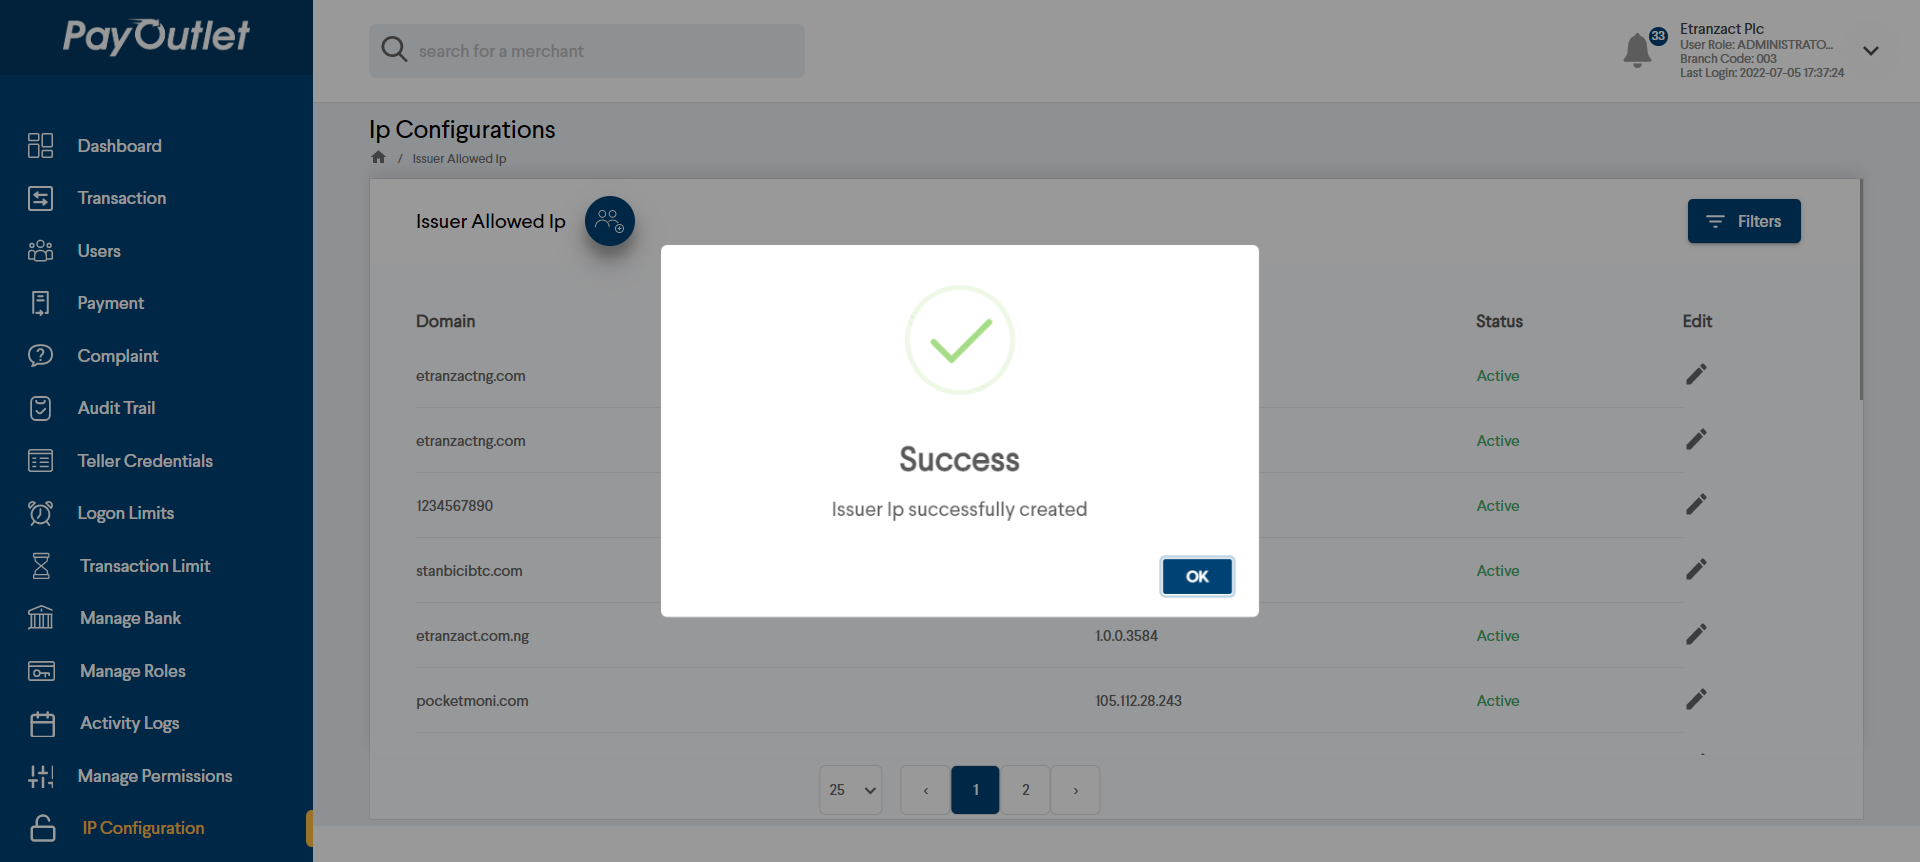 PayOutlet
search for a merchant
33
Etranzact Plc
User Role: ADMINISTRATO...
Branch Code: 003
Last Login: 2022-07-05 17:37:24
Dashboard
Transaction
Users
Payment
Complaint
Audit Trail
Teller Credentials
Logon Limits
Transaction Limit
Manage Bank
Manage Roles
Activity Logs
Manage Permissions
IP Configuration
Ip Configurations
/ Issuer Allowed Ip
Issuer Allowed Ip
Filters
Domain Status Edit
etranzactng.com Active
etranzactng.com Active
1234567890 Active
stanbicibtc.com Active
etranzact.com.ng 1.0.0.3584 Active
pocketmoni.com 105.112.28.243 Active
Success
Issuer Ip successfully created
OK
25 ‹ 1 2 ›